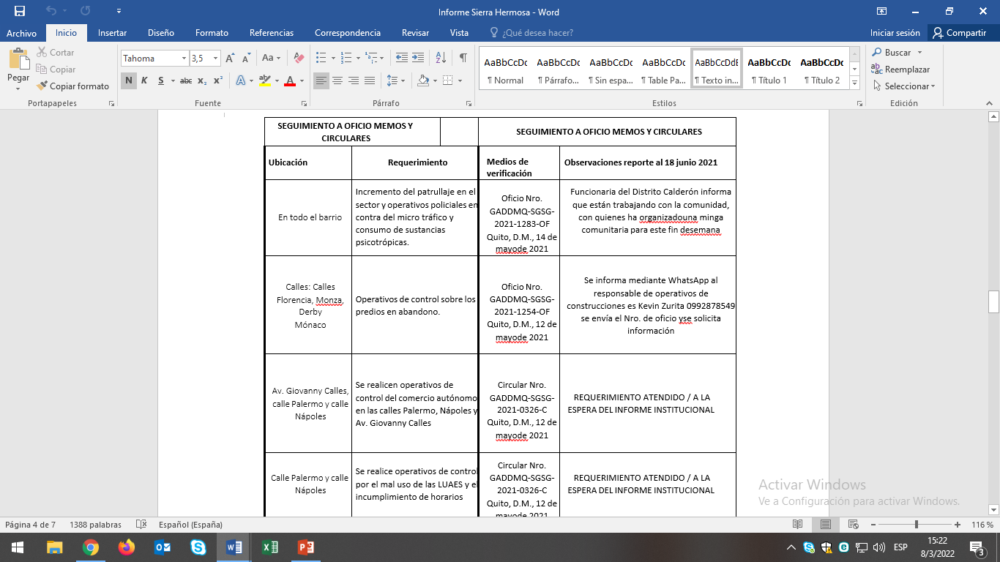 Informe Sierra Hermosa - Word
Archivo
Inicio
Insertar
Diseño
Formato
Referencias
Correspondencia
Revisar
Vista
¿Qué desea hacer?
Iniciar sesión
Compartir
Pegar
Cortar
Copiar
Copiar formato
Portapapeles
Tahoma
3,5
N K S abc x₂ x²
Fuente
Párrafo
AaBbCcDc
¶ Normal
AaBbCcDc
¶ Párrafo...
AaBbCcDc
¶ Sin espa...
AaBbCcDc
¶ Table Pa...
AaBbCcDdE
¶ Texto in...
AaBbCcDc
¶ Título 1
AaBbCcDc
¶ Título 2
Estilos
Buscar
Reemplazar
Seleccionar
Edición
SEGUIMIENTO A OFICIO MEMOS Y
CIRCULARES
SEGUIMIENTO A OFICIO MEMOS Y CIRCULARES
Ubicación
Requerimiento
Medios de
verificación
Observaciones reporte al 18 junio 2021
En todo el barrio
Incremento del patrullaje en el
sector y operativos policiales en
contra del micro tráfico y
consumo de sustancias
psicotrópicas.
Oficio Nro.
GADDMQ-SGSG-
2021-1283-OF
Quito, D.M., 14 de
mayode 2021
Funcionaria del Distrito Calderón informa
que están trabajando con la comunidad,
con quienes ha organizadouna minga
comunitaria para este fin desemana
Calles: Calles
Florencia, Monza,
Derby
Mónaco
Operativos de control sobre los
predios en abandono.
Oficio Nro.
GADDMQ-SGSG-
2021-1254-OF
Quito, D.M., 12 de
mayode 2021
Se informa mediante WhatsApp al
responsable de operativos de
construcciones es Kevin Zurita 0992878549
se envía el Nro. de oficio yse solicita
información
Av. Giovanny Calles,
calle Palermo y calle
Nápoles
Se realicen operativos de
control del comercio autónomo
en las calles Palermo, Nápoles y
Av. Giovanny Calles
Circular Nro.
GADDMQ-SGSG-
2021-0326-C
Quito, D.M., 12 de
mayode 2021
REQUERIMIENTO ATENDIDO / A LA
ESPERA DEL INFORME INSTITUCIONAL
Calle Palermo y calle
Nápoles
Se realice operativos de control
por el mal uso de las LUAES y el
incumplimiento de horarios
Circular Nro.
GADDMQ-SGSG-
2021-0326-C
Quito, D.M., 12 de
mayode 2021
REQUERIMIENTO ATENDIDO / A LA
ESPERA DEL INFORME INSTITUCIONAL
Activar Windows
Ve a Configuración para activar Windows.
Página 4 de 7
1388 palabras
Español (España)
116 %
ESP
15:22
8/3/2022
3